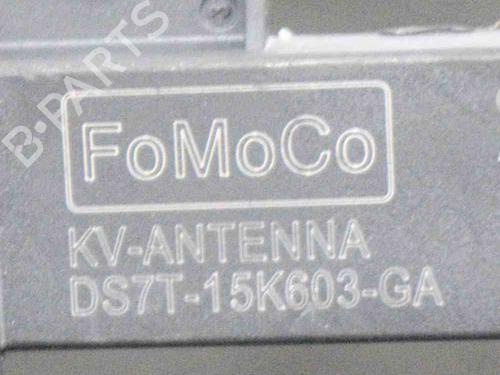 B-PARTS
FoMoCo
KV-ANTENNA
DS7T-15K603-GA